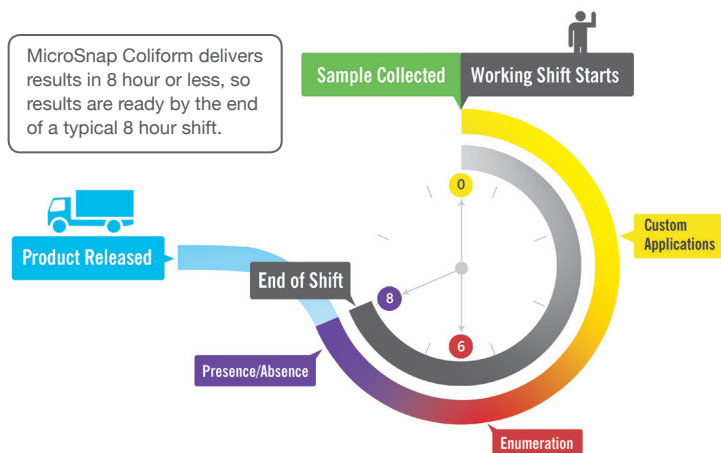 MicroSnap Coliform delivers
results in 8 hour or less, so
results are ready by the end
of a typical 8 hour shift.
Sample Collected
Working Shift Starts
0
Custom
Applications
Product Released
End of Shift
8
6
Presence/Absence
Enumeration